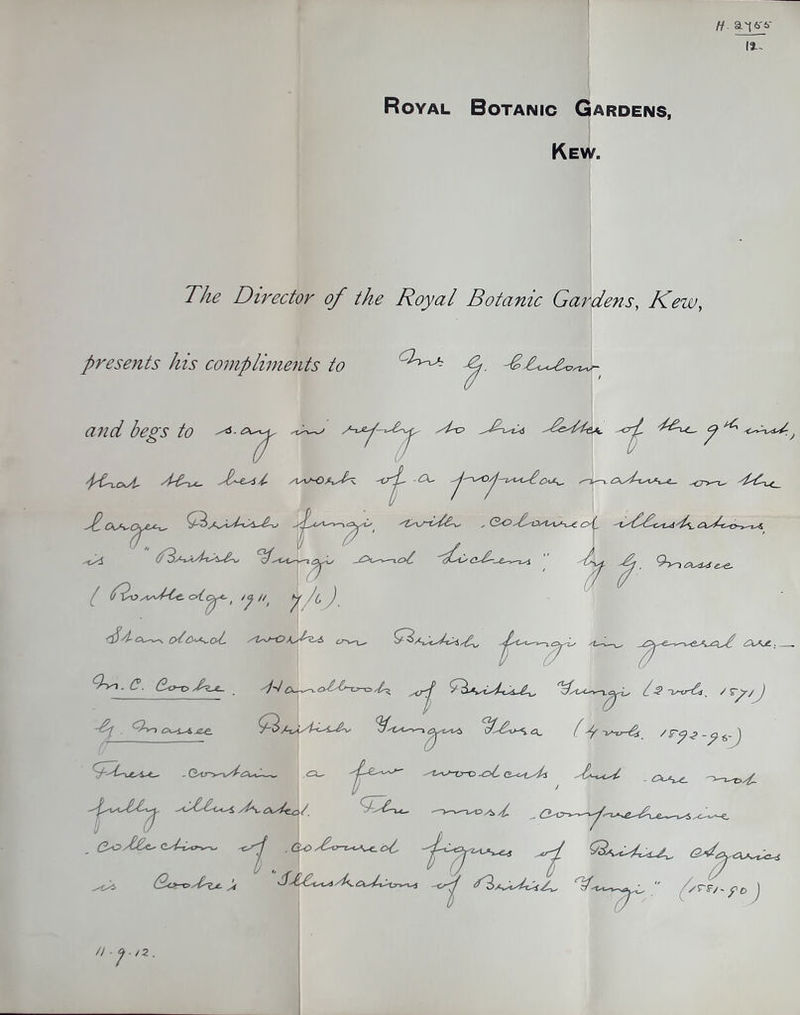 H. 2755
12.
ROYAL BOTANIC GARDENS,
KEW.
The Director of the Royal Botanic Gardens, Kew,
presents his compliments to Mr G. Cludow,
and begs to say in reply to his letter of the 9th inst.,
that the best work of a popular nature on the
larger British fungi, with coloured illustrations,
is "British Fungi and Lichens" by G. Massee
(Routledge, 1911, 7/6).
Standard works on British fungi in general are:—
M. C. Cooke. Handbook of British Fungi (2 vols. 1871)
G. Massee British Fungus Flora (4 vols. 1892-95)
These contain a few woodcuts, but are not
fully illustrated. The most comprehensive
collection of coloured figures of British Agarics
is Cooke's "Illustrations of British Fungi." (1881-90)
11.9.12.